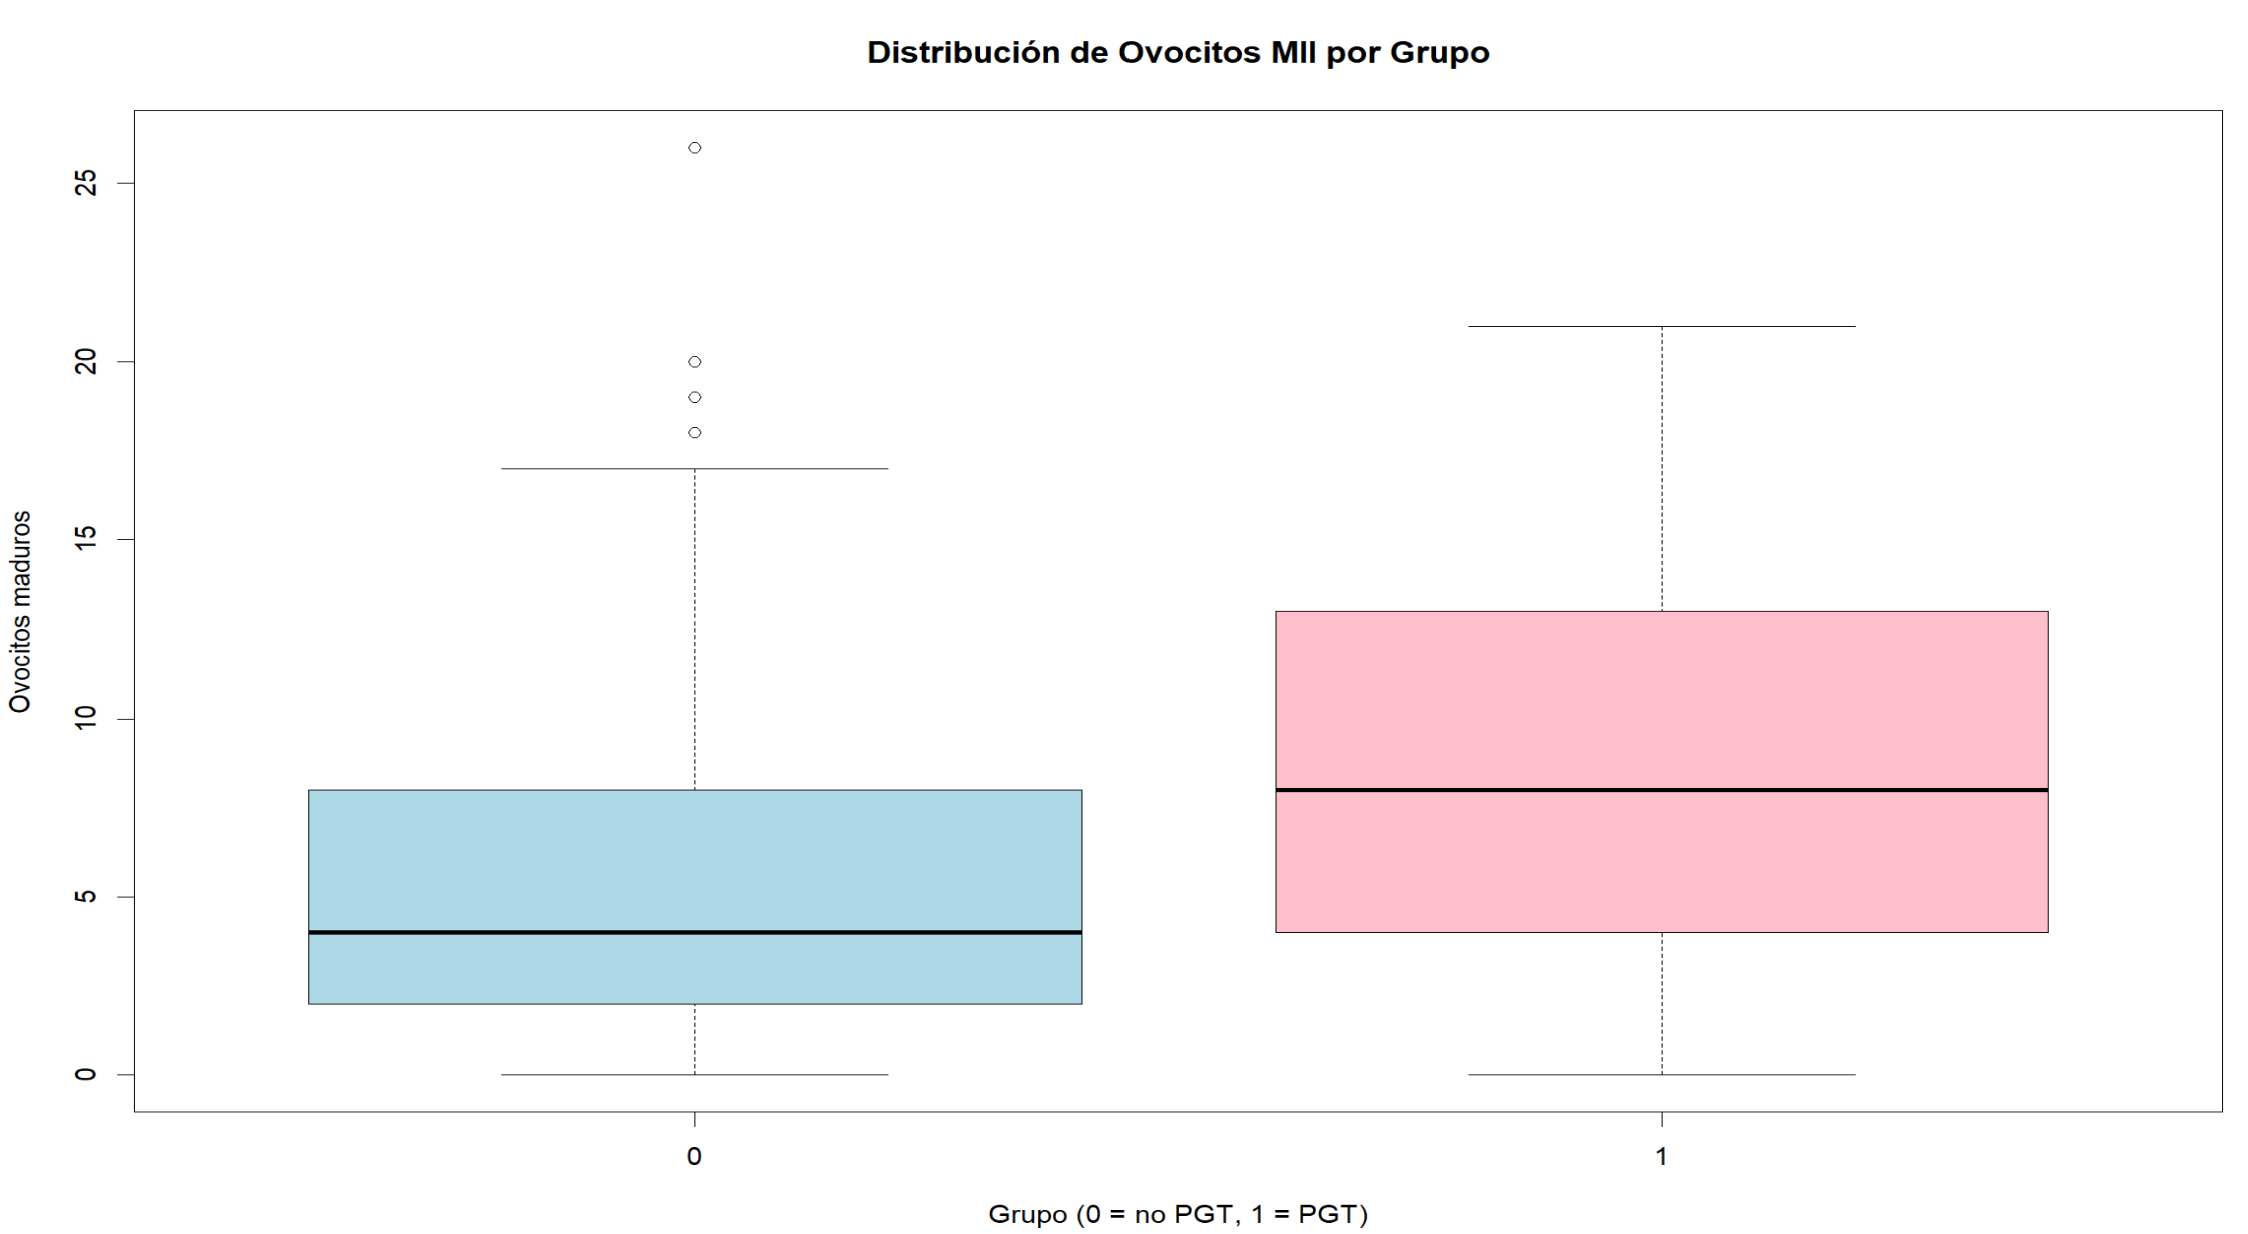 Distribución de Ovocitos MII por Grupo
Ovocitos maduros
25
20
15
10
5
0
0
1
Grupo (0 = no PGT, 1 = PGT)